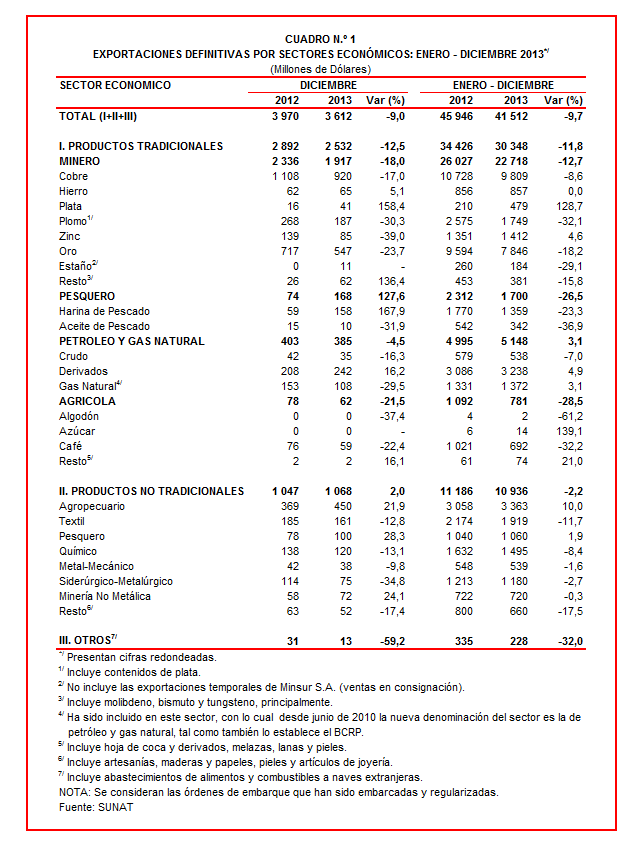 CUADRO N.º 1
EXPORTACIONES DEFINITIVAS POR SECTORES ECONÓMICOS: ENERO - DICIEMBRE 2013*/
(Millones de Dólares)
SECTOR ECONOMICO DICIEMBRE ENERO - DICIEMBRE
2012 2013 Var (%) 2012 2013 Var (%)
TOTAL (I+II+III) 3 970 3 612 -9,0 45 946 41 512 -9,7
I. PRODUCTOS TRADICIONALES 2 892 2 532 -12,5 34 426 30 348 -11,8
MINERO 2 336 1 917 -18,0 26 027 22 718 -12,7
Cobre 1 108 920 -17,0 10 728 9 809 -8,6
Hierro 62 65 5,1 856 857 0,0
Plata 16 41 158,4 210 479 128,7
Plomo1/ 268 187 -30,3 2 575 1 749 -32,1
Zinc 139 85 -39,0 1 351 1 412 4,6
Oro 717 547 -23,7 9 594 7 846 -18,2
Estaño2/ 0 11 - 260 184 -29,1
Resto3/ 26 62 136,4 453 381 -15,8
PESQUERO 74 168 127,6 2 312 1 700 -26,5
Harina de Pescado 59 158 167,9 1 770 1 359 -23,3
Aceite de Pescado 15 10 -31,9 542 342 -36,9
PETROLEO Y GAS NATURAL 403 385 -4,5 4 995 5 148 3,1
Crudo 42 35 -16,3 579 538 -7,0
Derivados 208 242 16,2 3 086 3 238 4,9
Gas Natural4/ 153 108 -29,5 1 331 1 372 3,1
AGRICOLA 78 62 -21,5 1 092 781 -28,5
Algodón 0 0 -37,4 4 2 -61,2
Azúcar 0 0 - 6 14 139,1
Café 76 59 -22,4 1 021 692 -32,2
Resto5/ 2 2 16,1 61 74 21,0
II. PRODUCTOS NO TRADICIONALES 1 047 1 068 2,0 11 186 10 936 -2,2
Agropecuario 369 450 21,9 3 058 3 363 10,0
Textil 185 161 -12,8 2 174 1 919 -11,7
Pesquero 78 100 28,3 1 040 1 060 1,9
Químico 138 120 -13,1 1 632 1 495 -8,4
Metal-Mecánico 42 38 -9,8 548 539 -1,6
Siderúrgico-Metalúrgico 114 75 -34,8 1 213 1 180 -2,7
Minería No Metálica 58 72 24,1 722 720 -0,3
Resto6/ 63 52 -17,4 800 660 -17,5
III. OTROS7/ 31 13 -59,2 335 228 -32,0
*/ Presentan cifras redondeadas.
1/ Incluye contenidos de plata.
2/ No incluye las exportaciones temporales de Minsur S.A. (ventas en consignación).
3/ Incluye molibdeno, bismuto y tungsteno, principalmente.
4/ Ha sido incluido en este sector, con lo cual desde junio de 2010 la nueva denominación del sector es la de
petróleo y gas natural, tal como también lo establece el BCRP.
5/ Incluye hoja de coca y derivados, melazas, lanas y pieles.
6/ Incluye artesanías, maderas y papeles, pieles y artículos de joyería.
7/ Incluye abastecimientos de alimentos y combustibles a naves extranjeras.
NOTA: Se consideran las órdenes de embarque que han sido embarcadas y regularizadas.
Fuente: SUNAT